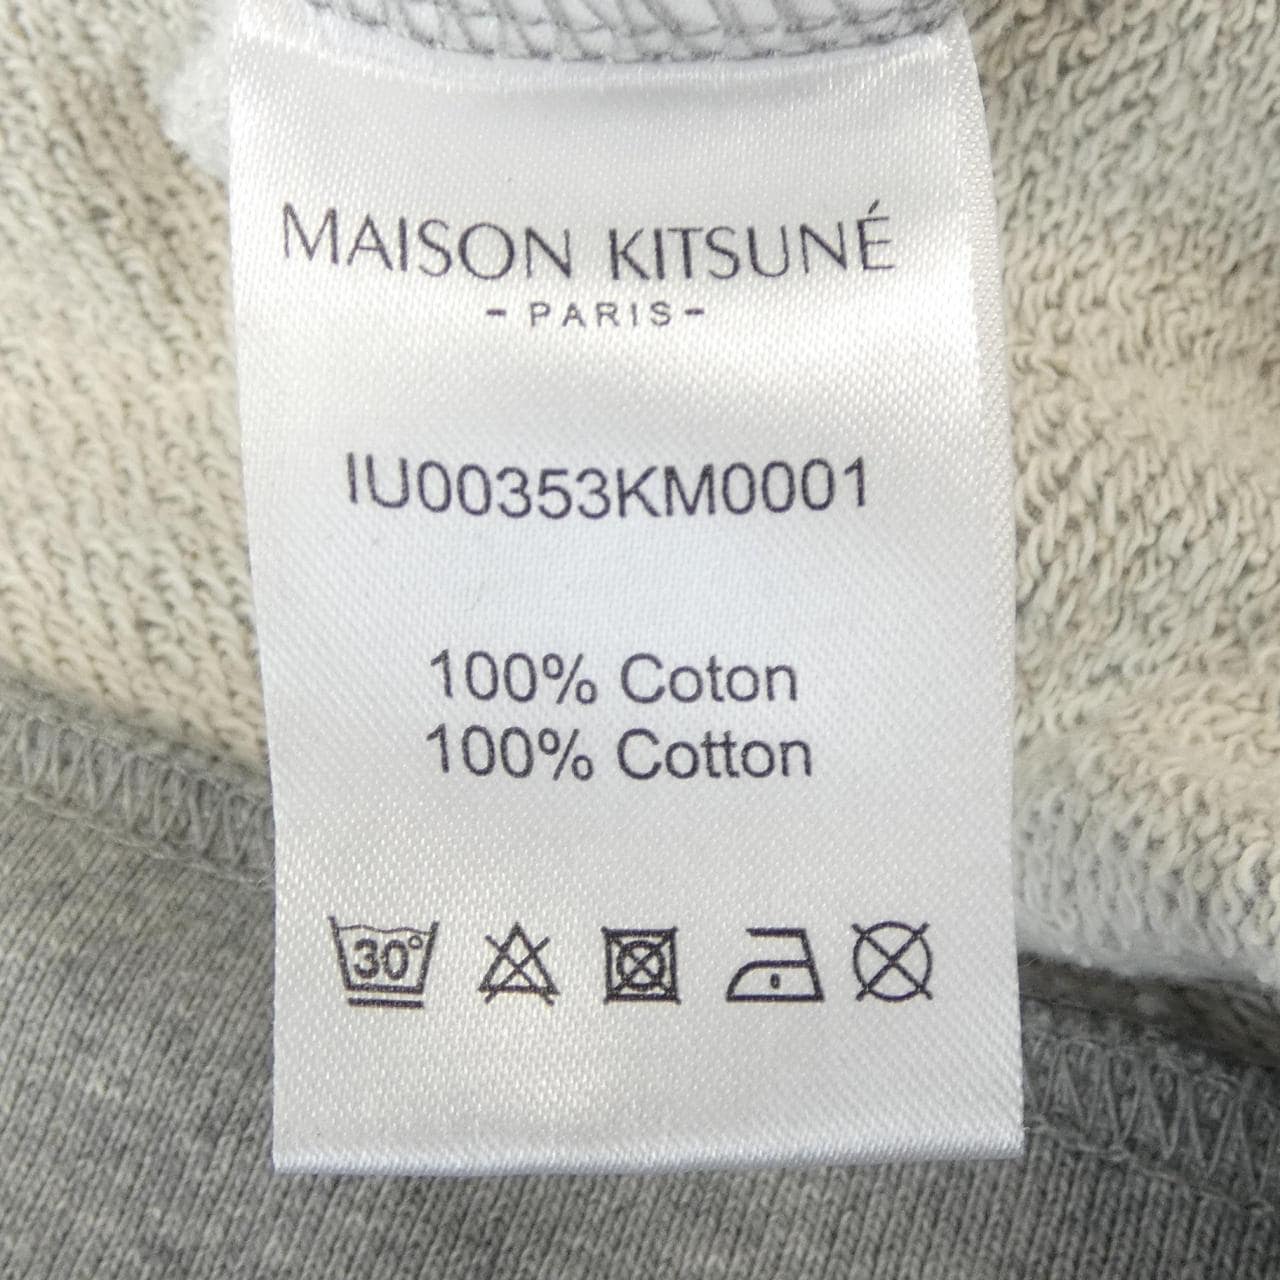 MAISON KITSUNÉ
- PARIS -
IU00353KM0001
100% Coton
100% Cotton
30°